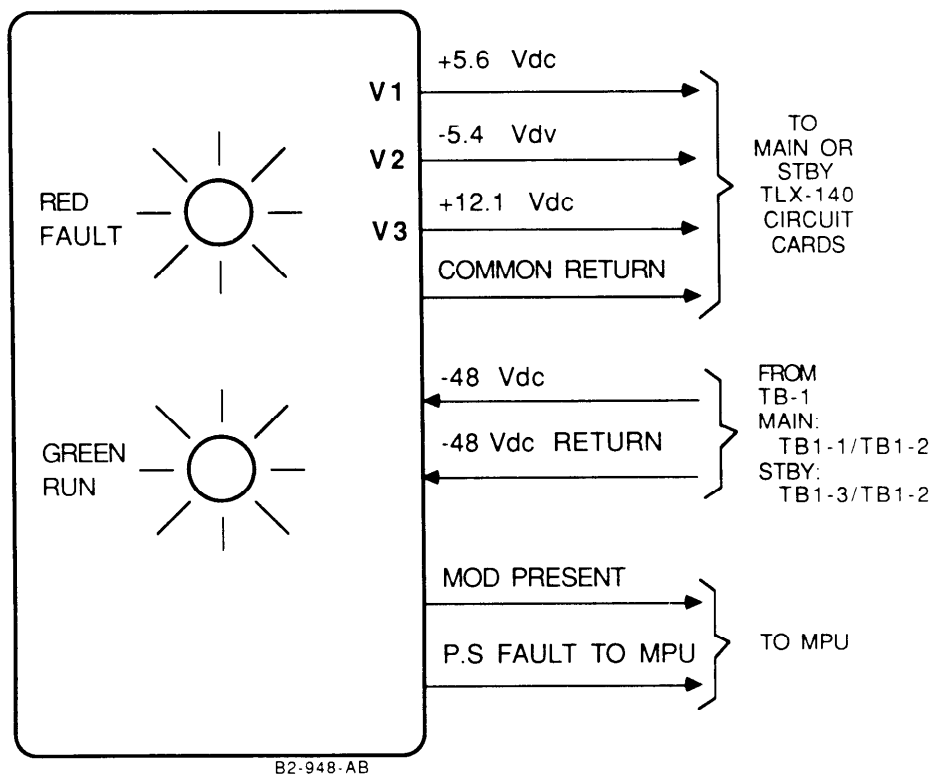 +5.6 Vdc
V1
-5.4 Vdv
V2
+12.1 Vdc
V3
COMMON RETURN
TO
MAIN OR
STBY
TLX-140
CIRCUIT
CARDS
RED
FAULT
-48 Vdc
-48 Vdc RETURN
FROM
TB-1
MAIN:
TB1-1/TB1-2
STBY:
TB1-3/TB1-2
GREEN
RUN
MOD PRESENT
P.S FAULT TO MPU
TO MPU
B2-948-AB